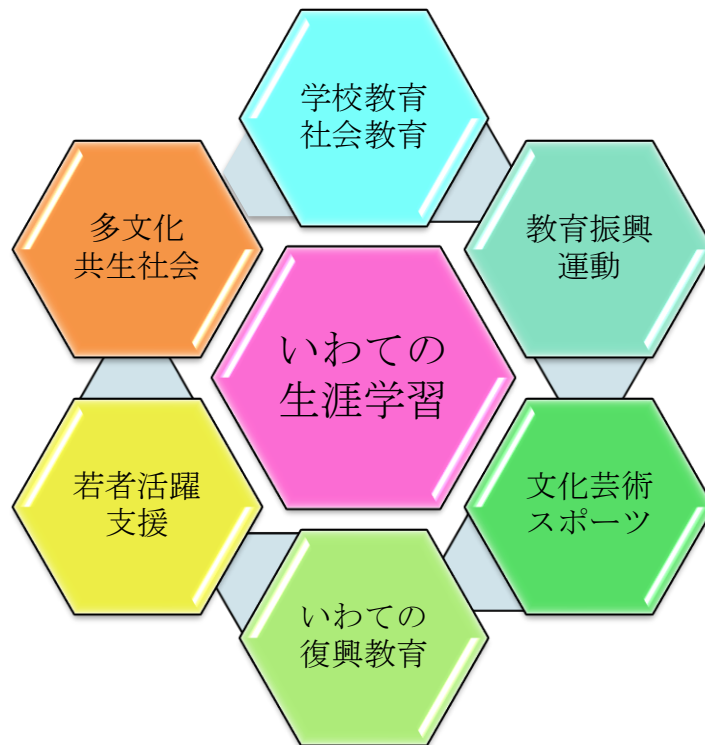 学校教育
社会教育
教育振興
運動
文化芸術
スポーツ
いわての
復興教育
若者活躍
支援
多文化
共生社会
いわての
生涯学習